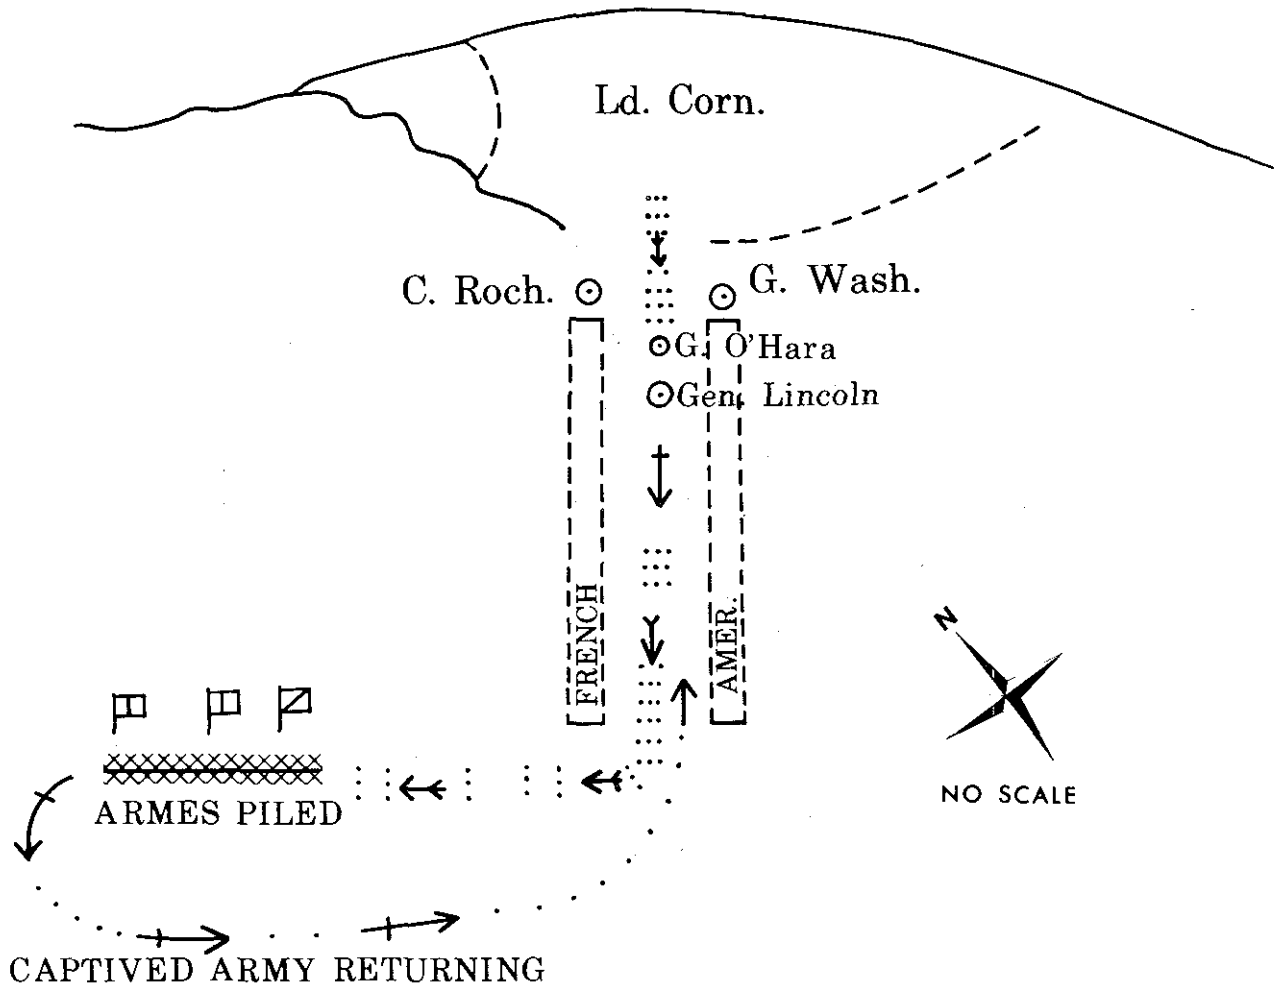 Ld. Corn.
C. Roch.
G. Wash.
G. O'Hara
Gen. Lincoln
FRENCH
AMER.
N
NO SCALE
ARMES PILED
CAPTIVED ARMY RETURNING